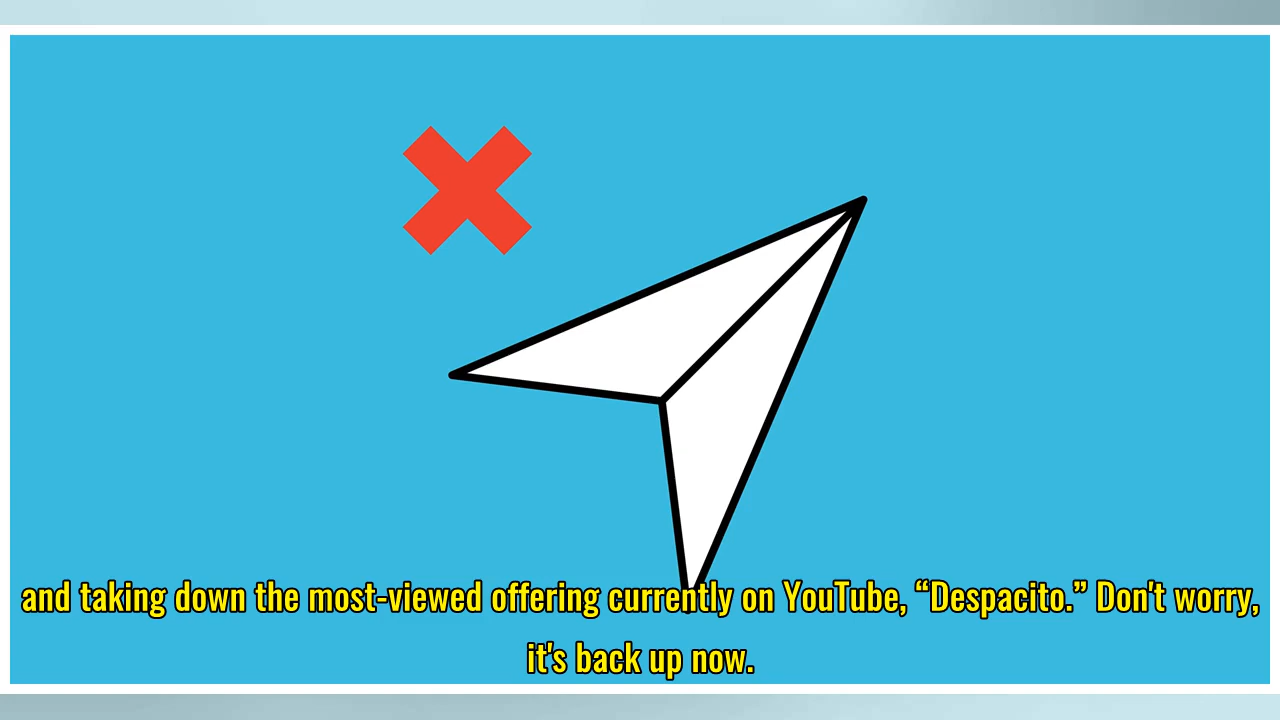 and taking down the most-viewed offering currently on YouTube, “Despacito.” Don't worry,
it's back up now.